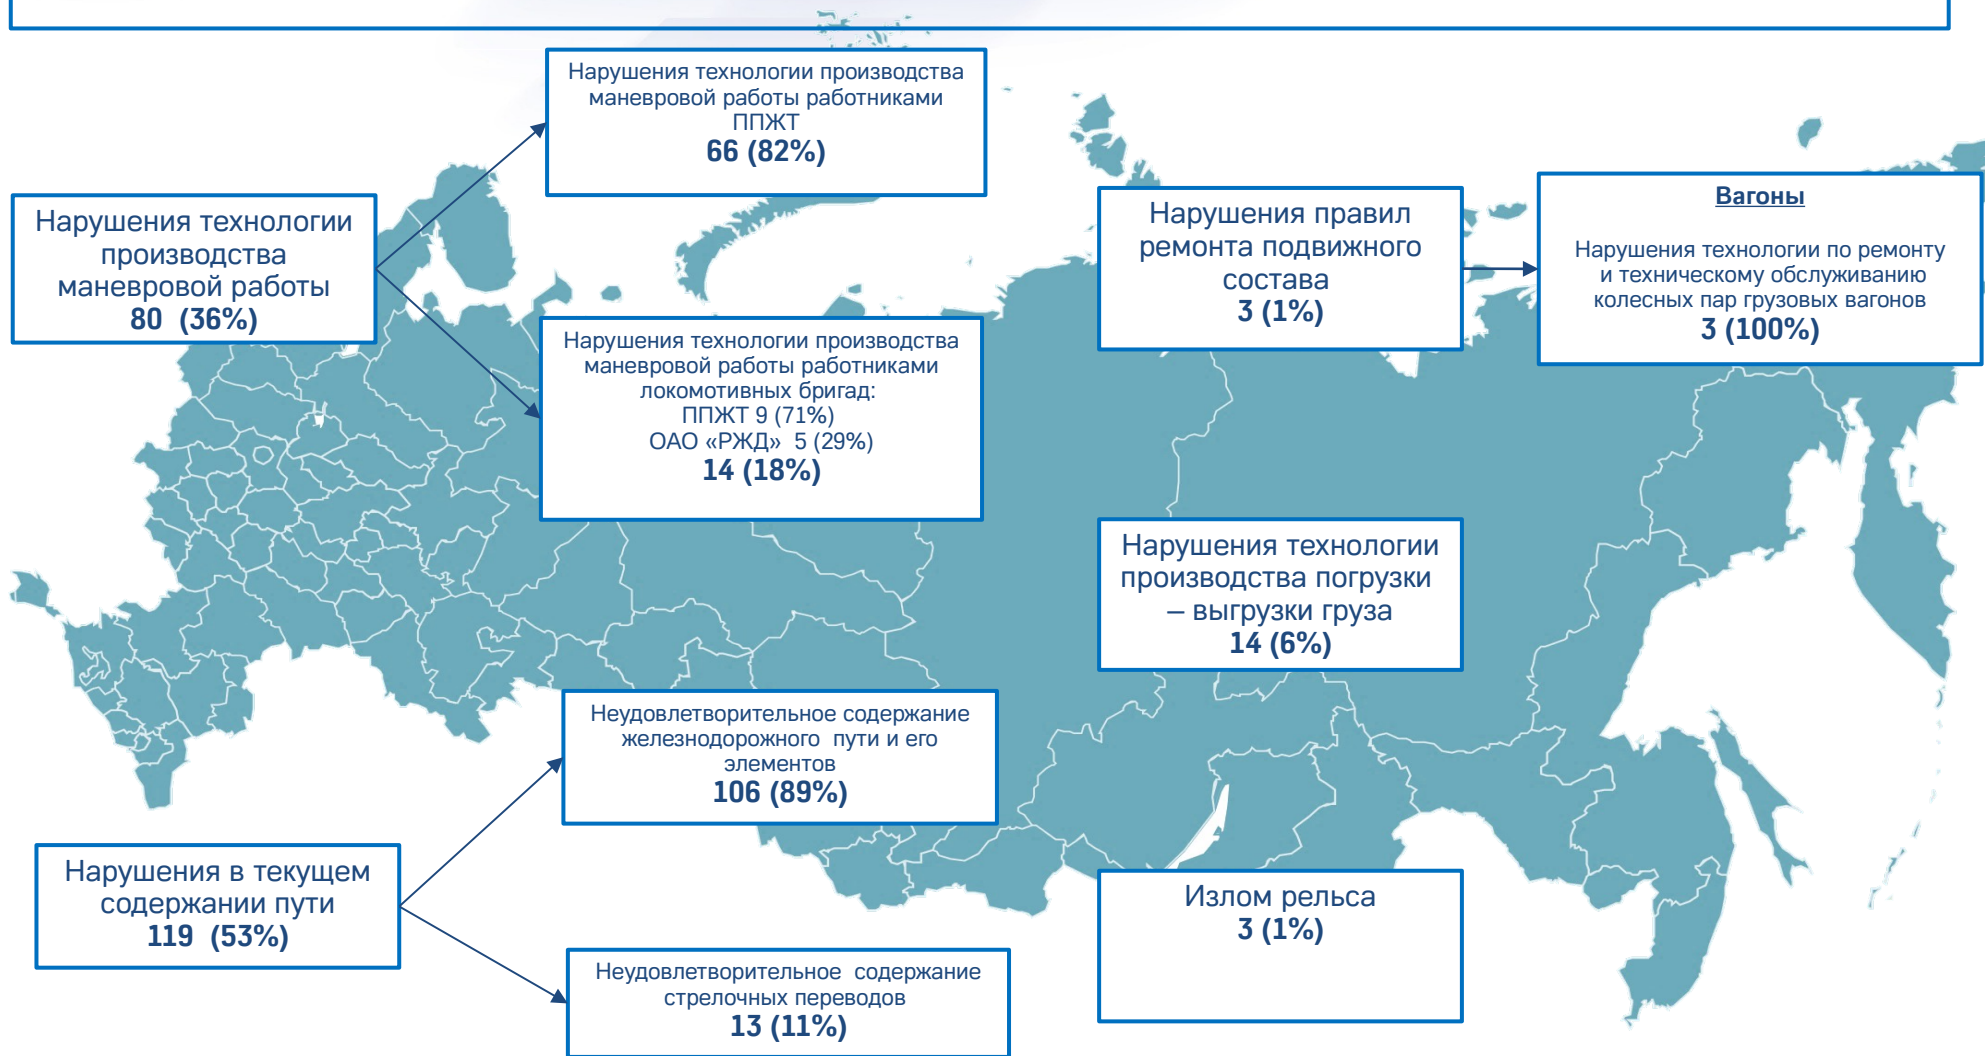 Нарушения технологии производства
маневровой работы работниками
ППЖТ
66 (82%)
Нарушения технологии
производства
маневровой работы
80 (36%)
Нарушения технологии производства
маневровой работы работниками
локомотивных бригад:
ППЖТ 9 (71%)
ОАО «РЖД» 5 (29%)
14 (18%)
Нарушения правил
ремонта подвижного
состава
3 (1%)
Вагоны
Нарушения технологии по ремонту
и техническому обслуживанию
колесных пар грузовых вагонов
3 (100%)
Нарушения технологии
производства погрузки
– выгрузки груза
14 (6%)
Неудовлетворительное содержание
железнодорожного пути и его
элементов
106 (89%)
Нарушения в текущем
содержании пути
119 (53%)
Неудовлетворительное содержание
стрелочных переводов
13 (11%)
Излом рельса
3 (1%)